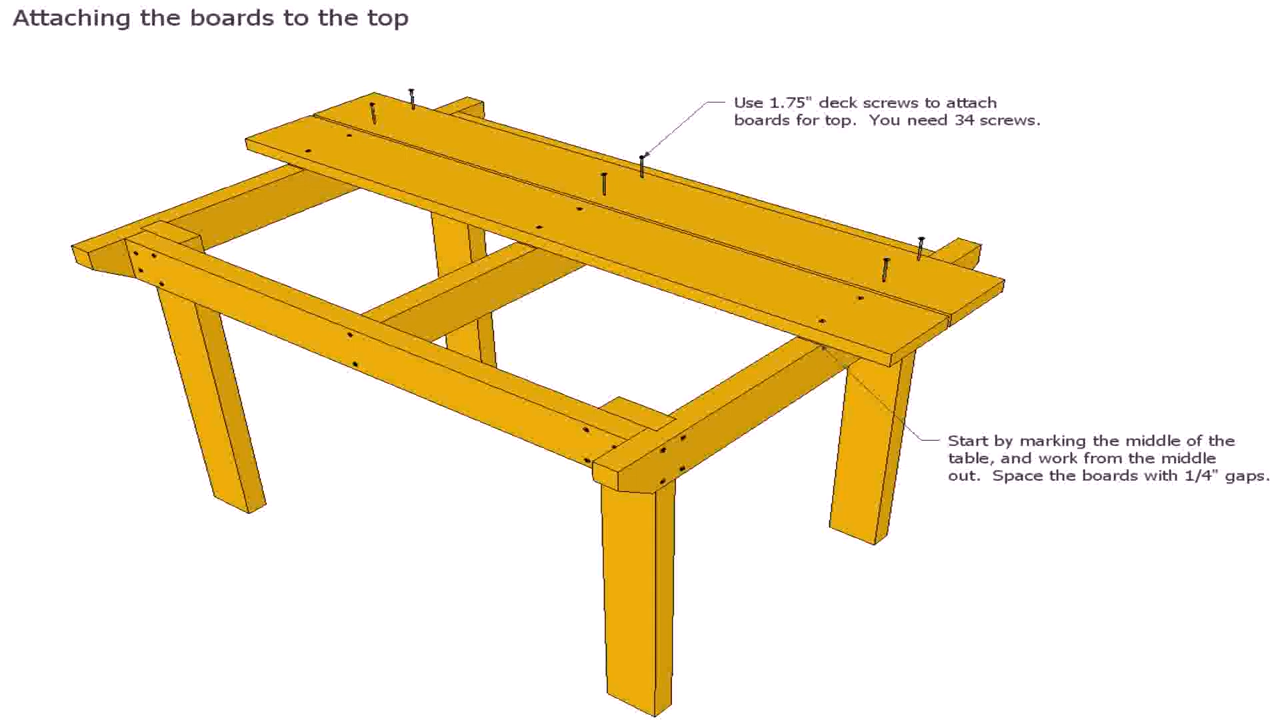 Attaching the boards to the top
Use 1.75" deck screws to attach
boards for top.  You need 34 screws.
Start by marking the middle of the
table, and work from the middle
out.  Space the boards with 1/4" gaps.